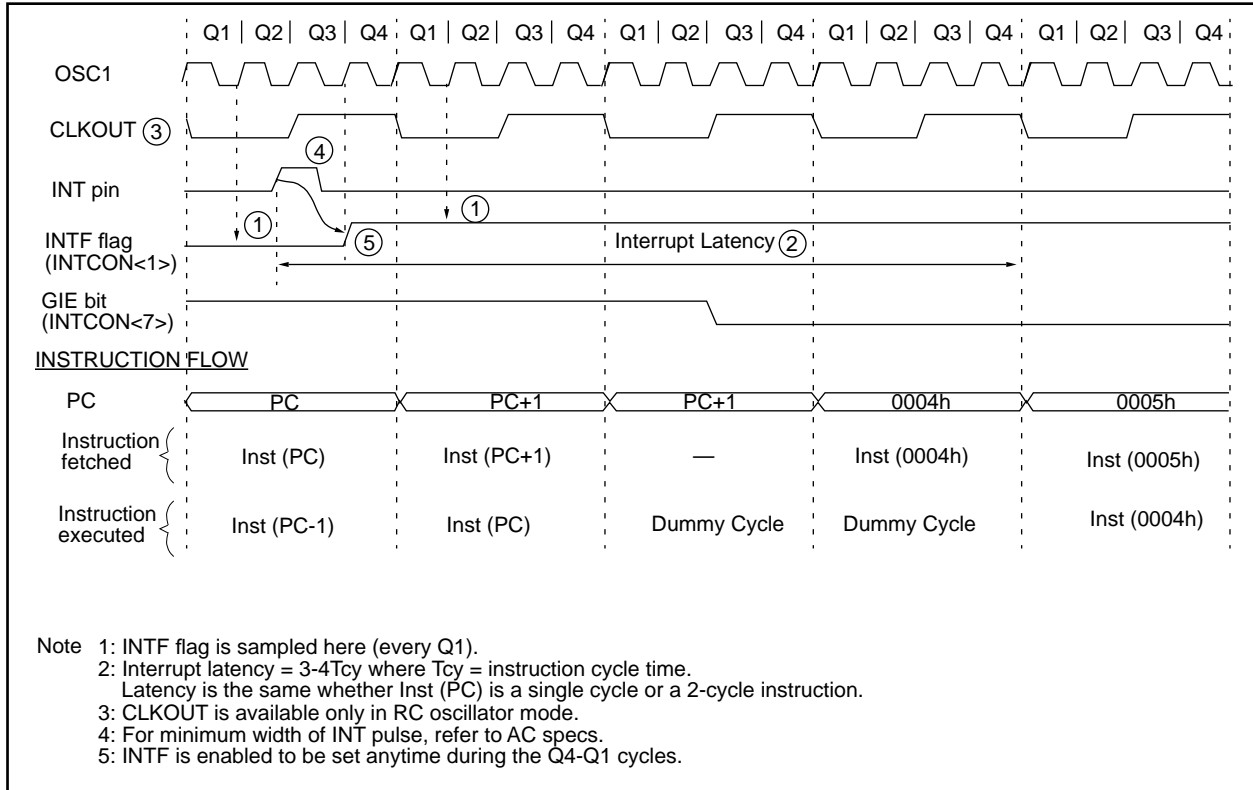 Q1 | Q2 | Q3 | Q4 Q1 | Q2 | Q3 | Q4 Q1 | Q2 | Q3 | Q4 Q1 | Q2 | Q3 | Q4 Q1 | Q2 | Q3 | Q4
OSC1
CLKOUT ③
④
INT pin
① ①
INTF flag ⑤ Interrupt Latency ②
(INTCON<1>)
GIE bit
(INTCON<7>)
INSTRUCTION FLOW
PC PC PC+1 PC+1 0004h 0005h
Instruction
fetched Inst (PC) Inst (PC+1) — Inst (0004h) Inst (0005h)
Instruction
executed Inst (PC-1) Inst (PC) Dummy Cycle Dummy Cycle Inst (0004h)
Note 1: INTF flag is sampled here (every Q1).
2: Interrupt latency = 3-4Tcy where Tcy = instruction cycle time.
Latency is the same whether Inst (PC) is a single cycle or a 2-cycle instruction.
3: CLKOUT is available only in RC oscillator mode.
4: For minimum width of INT pulse, refer to AC specs.
5: INTF is enabled to be set anytime during the Q4-Q1 cycles.